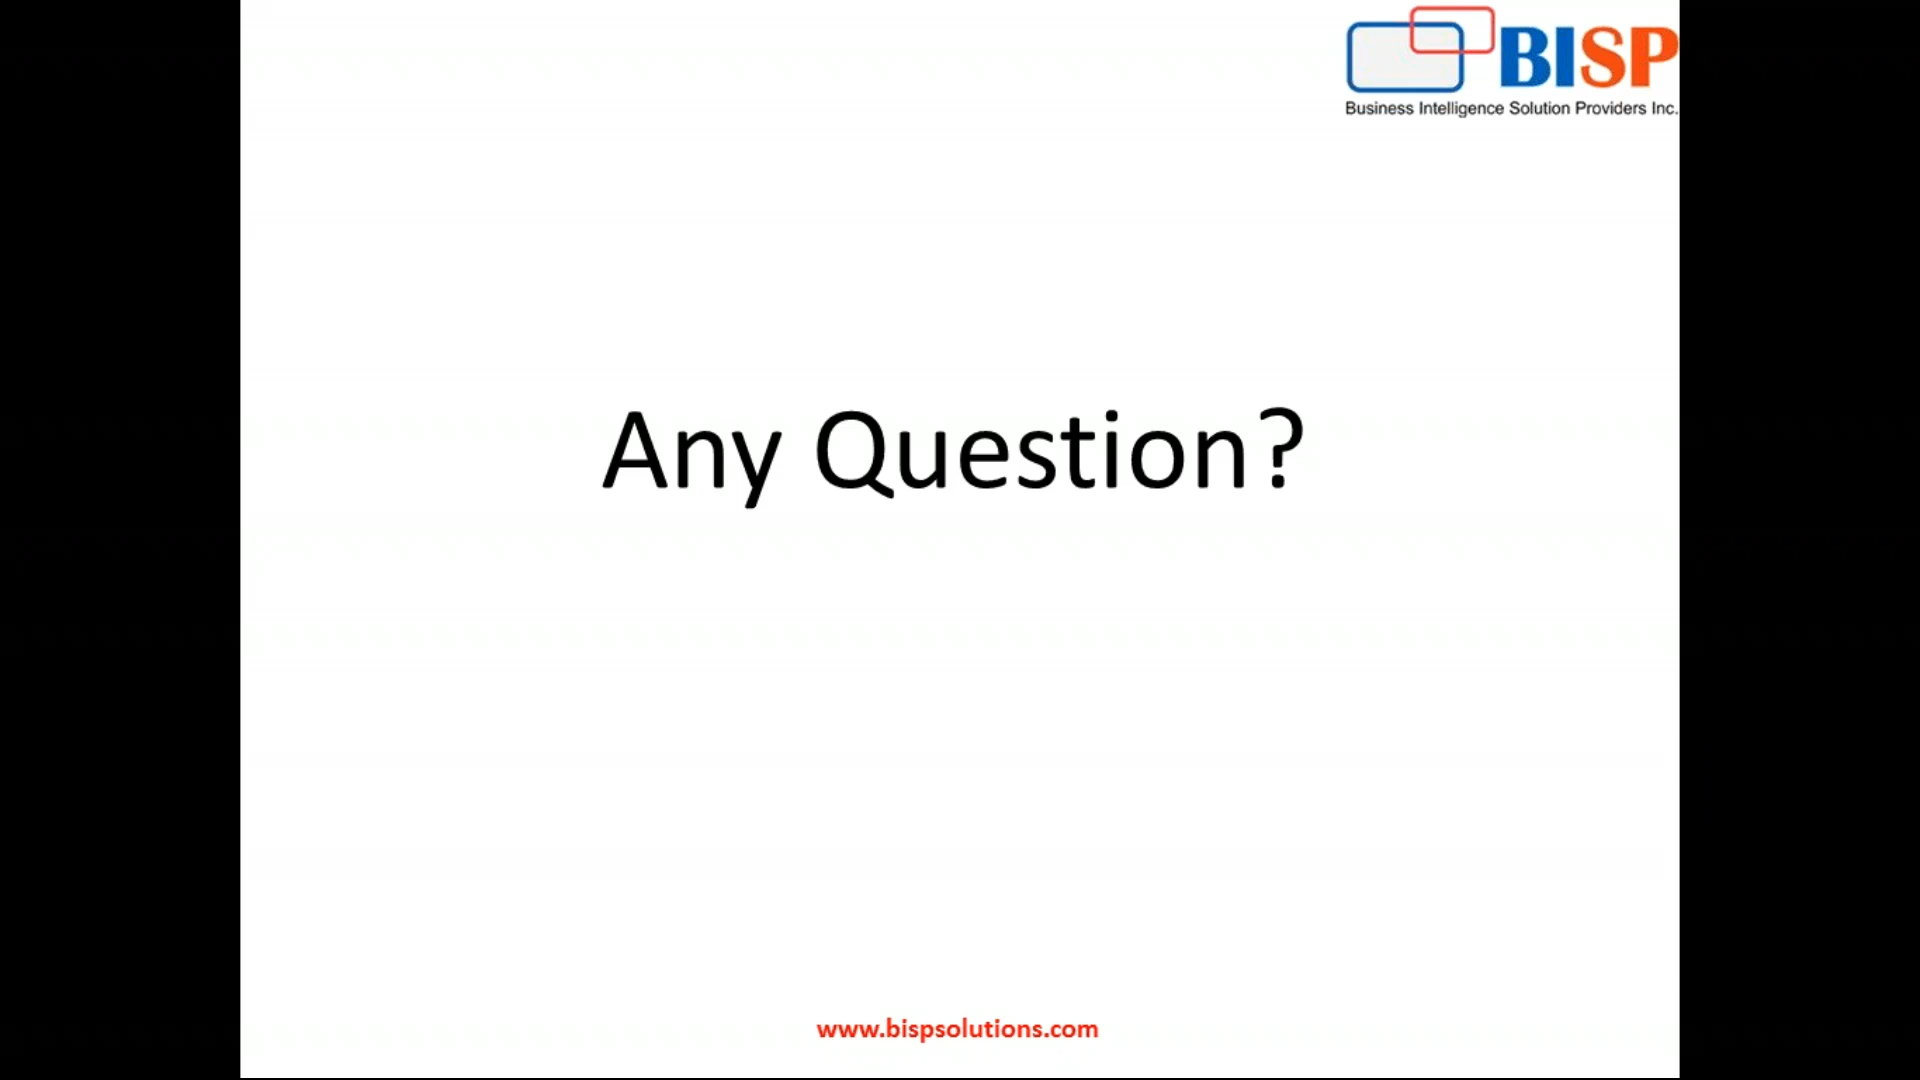 BISP
Business Intelligence Solution Providers Inc.
Any Question?
www.bispsolutions.com